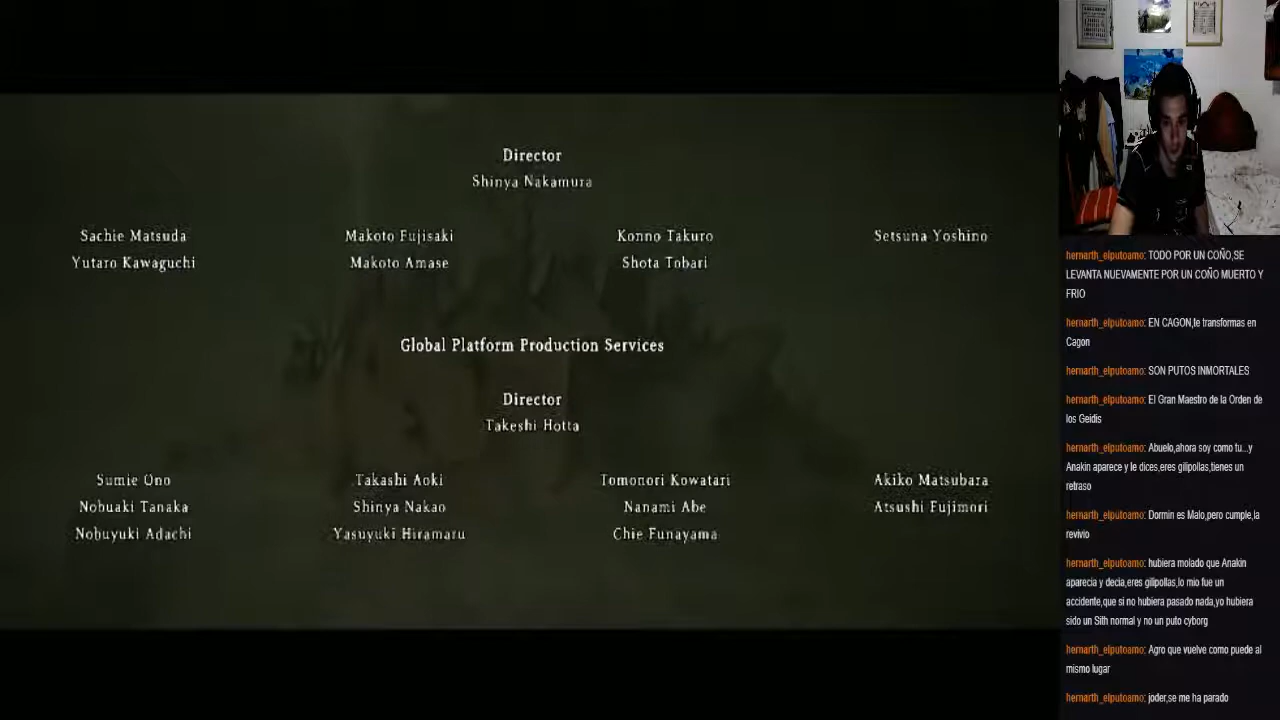 Director
Shinya Nakamura
Sachie Matsuda Makoto Fujisaki Konno Takuro Setsuna Yoshino
Yutaro Kawaguchi Makoto Amase Shota Tobari
Global Platform Production Services
Director
Takeshi Hotta
Sumie Ono Takashi Aoki Tomonori Kowatari Akiko Matsubara
Nobuaki Tanaka Shinya Nakao Nanami Abe Atsushi Fujimori
Nobuyuki Adachi Yasuyuki Hiramaru Chie Funayama
hernarth_elputoamo: TODO POR UN COÑO,SE
LEVANTA NUEVAMENTE POR UN COÑO MUERTO Y
FRIO
hernarth_elputoamo: EN CAGON,te transformas en
Cagon
hernarth_elputoamo: SON PUTOS INMORTALES
hernarth_elputoamo: El Gran Maestro de la Orden de
los Geidis
hernarth_elputoamo: Abuelo,ahora soy como tu...y
Anakin aparece y le dices,eres gilipollas,tienes un
retraso
hernarth_elputoamo: Dormin es Malo,pero cumple,la
revivio
hernarth_elputoamo: hubiera molado que Anakin
aparecia y decia,eres gilipollas,lo mio fue un
accidente,que si no hubiera pasado nada,yo hubiera
sido un Sith normal y no un puto cyborg
hernarth_elputoamo: Agro que vuelve como puede al
mismo lugar
hernarth_elputoamo: joder,se me ha parado